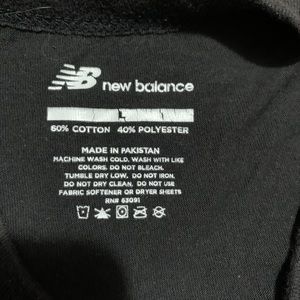 NB new balance
L
60% COTTON 40% POLYESTER
MADE IN PAKISTAN
MACHINE WASH COLD. WASH WITH LIKE
COLORS. DO NOT BLEACH.
TUMBLE DRY LOW. DO NOT IRON.
DO NOT DRY CLEAN. DO NOT USE
FABRIC SOFTENER OR DRYER SHEETS
RN# 63091